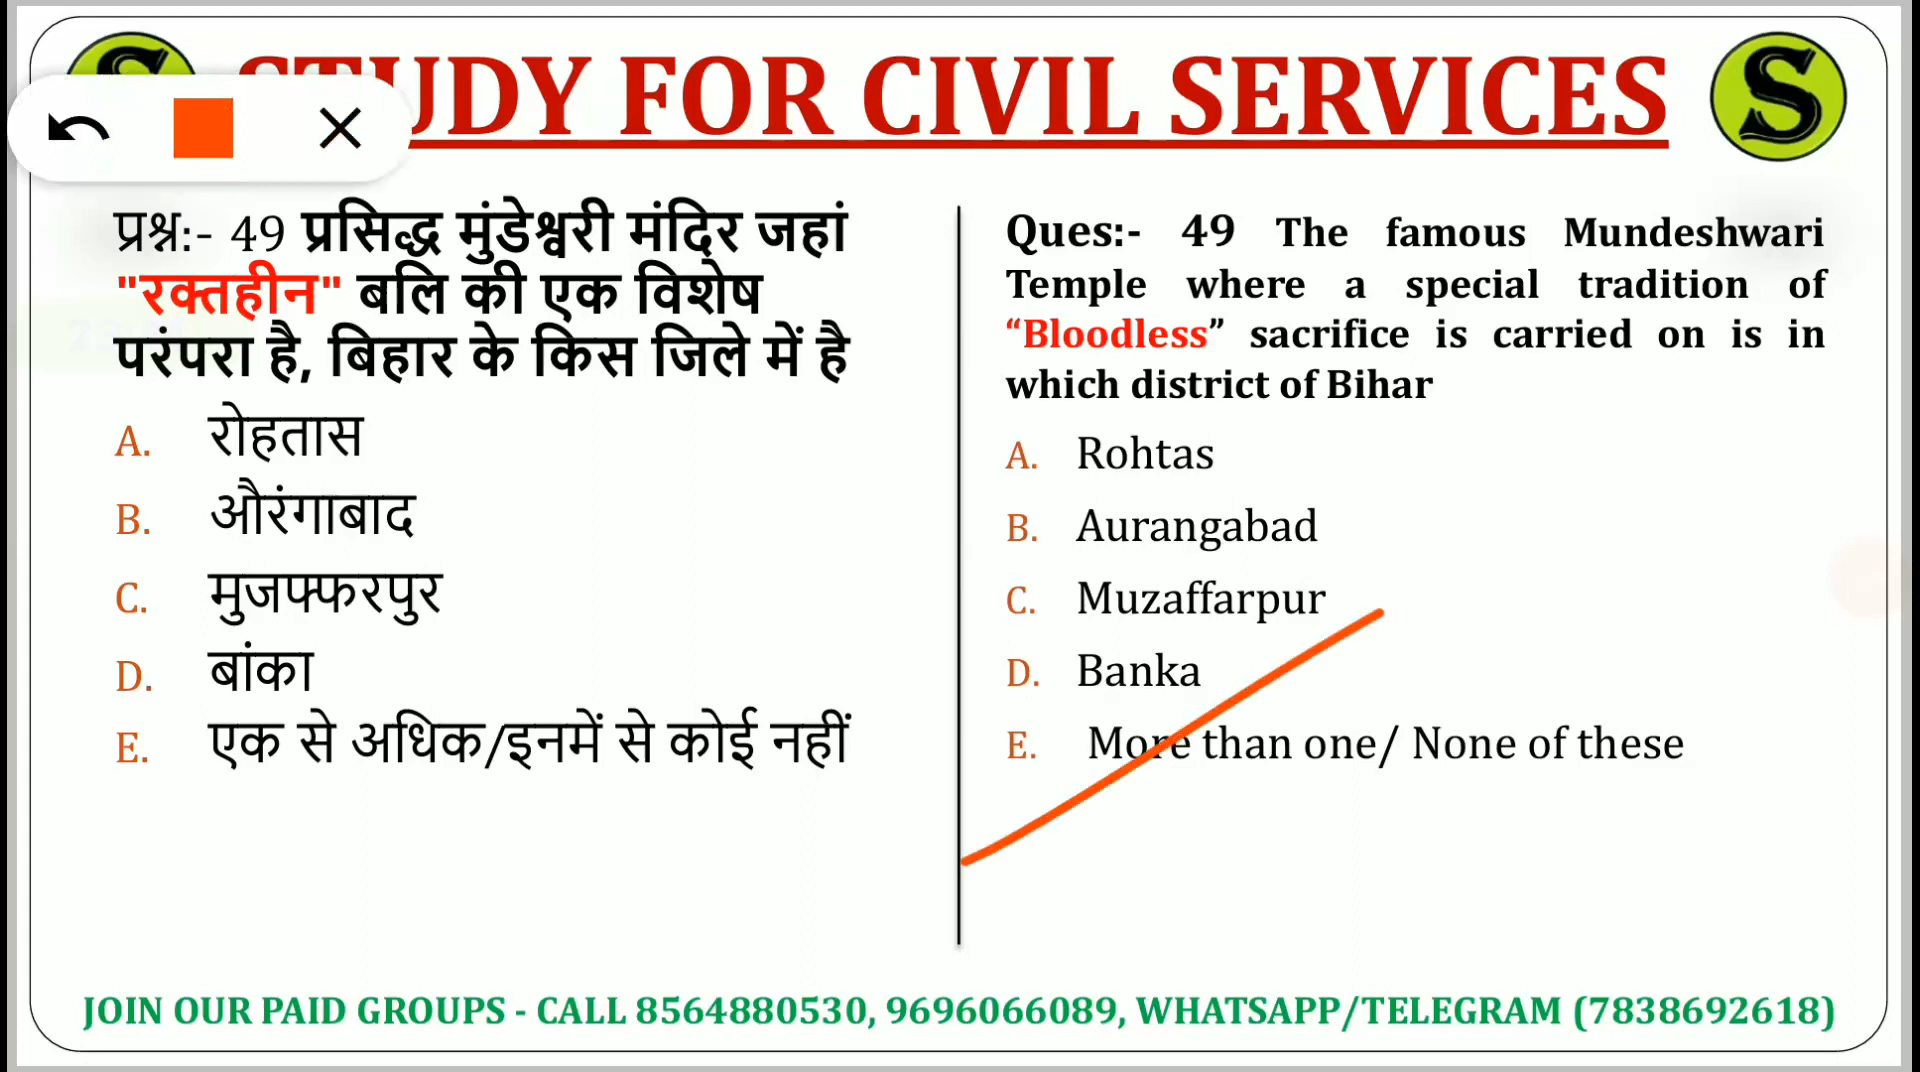 STUDY FOR CIVIL SERVICES
S
प्रश्न:- 49 प्रसिद्ध मुंडेश्वरी मंदिर जहां
"रक्तहीन" बलि की एक विशेष
परंपरा है, बिहार के किस जिले में है
A. रोहतास
B. औरंगाबाद
C. मुजफ्फरपुर
D. बांका
E. एक से अधिक/इनमें से कोई नहीं
Ques:- 49 The famous Mundeshwari
Temple where a special tradition of
“Bloodless” sacrifice is carried on is in
which district of Bihar
A. Rohtas
B. Aurangabad
C. Muzaffarpur
D. Banka
E. More than one/ None of these
JOIN OUR PAID GROUPS - CALL 8564880530, 9696066089, WHATSAPP/TELEGRAM (7838692618)